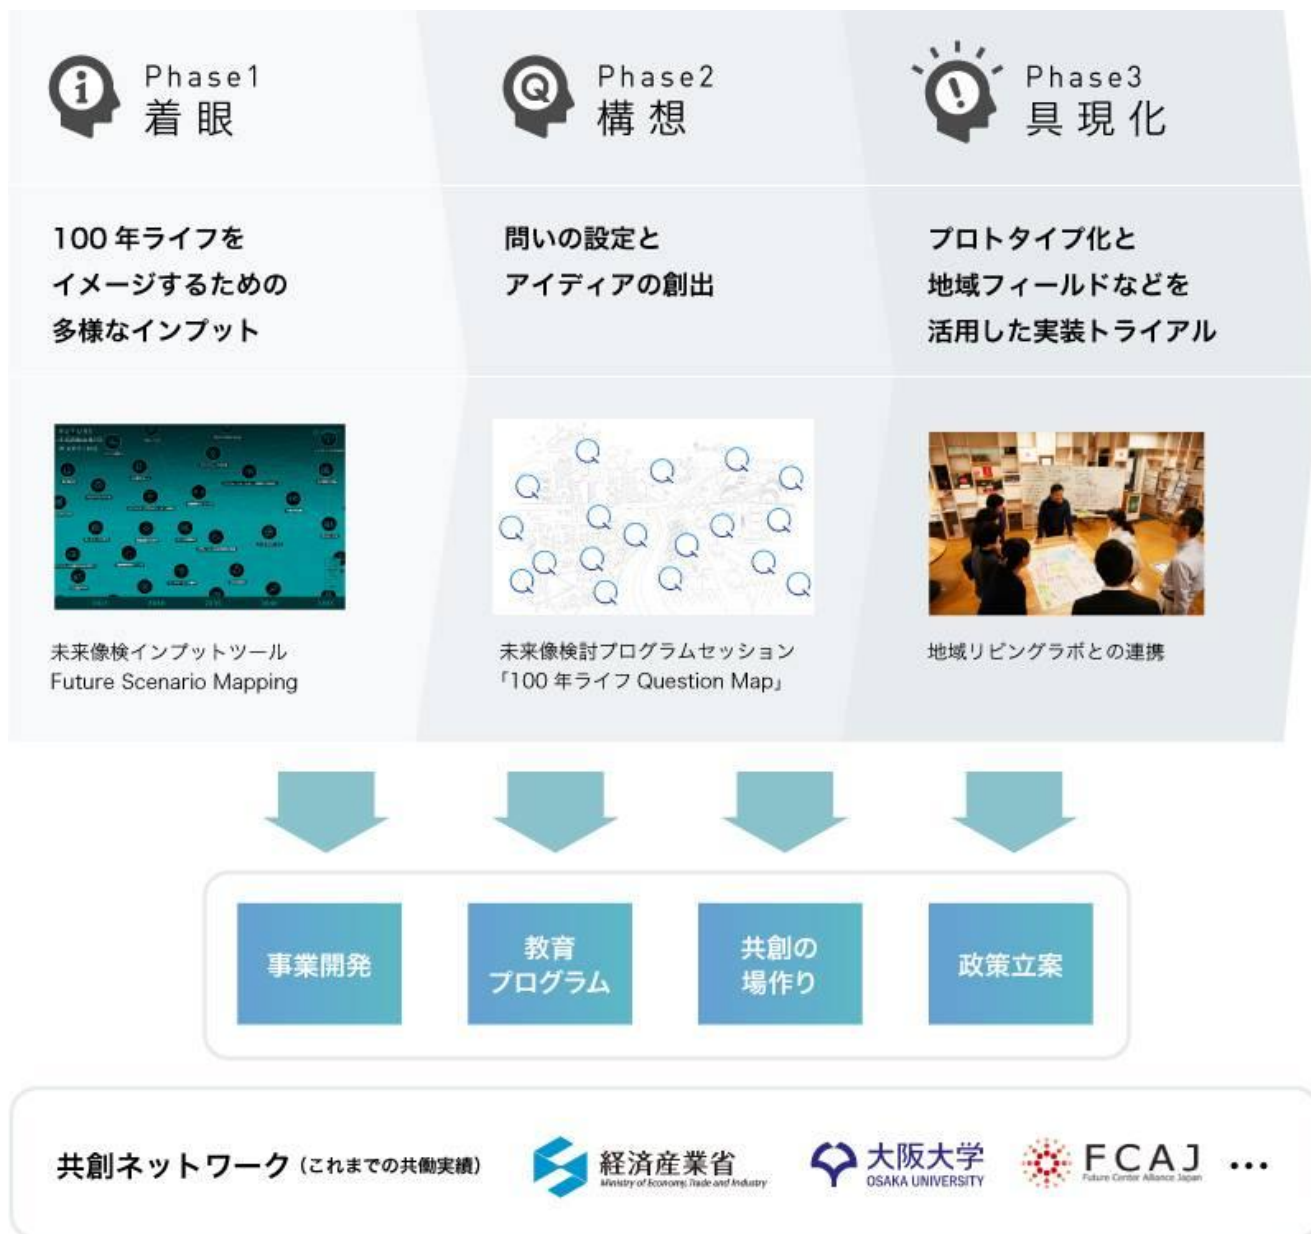 Phase1
着眼
Phase2
構想
Phase3
具現化
100年ライフを
イメージするための
多様なインプット
問いの設定と
アイディアの創出
プロトタイプ化と
地域フィールドなどを
活用した実装トライアル
FUTURE
MAPPING
Q Q Q Q Q Q Q Q Q Q Q Q Q Q Q Q Q
未来像検インプットツール
Future Scenario Mapping
未来像検討プログラムセッション
「100年ライフ Question Map」
地域リビングラボとの連携
事業開発
教育
プログラム
共創の
場作り
政策立案
共創ネットワーク（これまでの共働実績）
経済産業省
Ministry of Economy, Trade and Industry
大阪大学
OSAKA UNIVERSITY
FCAJ
Future Center Alliance Japan
…